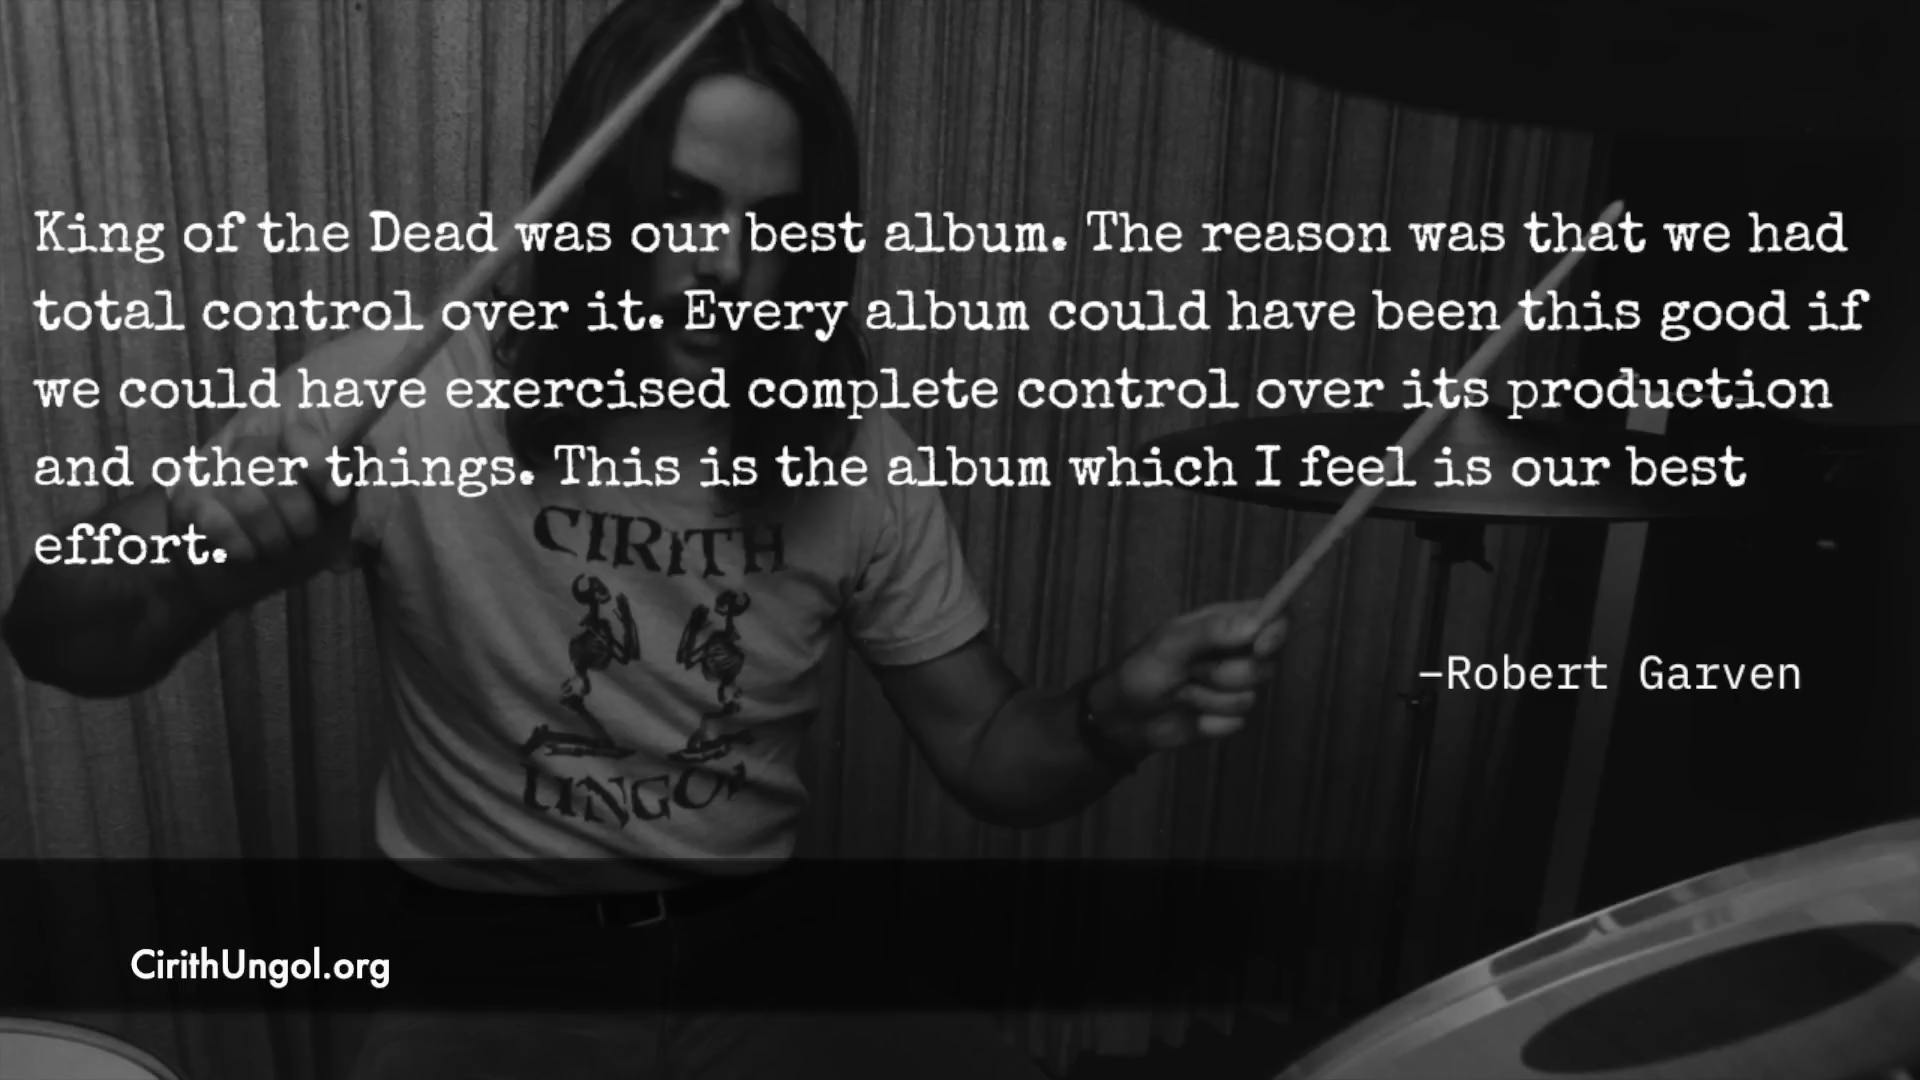 King of the Dead was our best album. The reason was that we had
total control over it. Every album could have been this good if
we could have exercised complete control over its production
and other things. This is the album which I feel is our best
effort.
CIRITH
UNGOL
–Robert Garven
CirithUngol.org